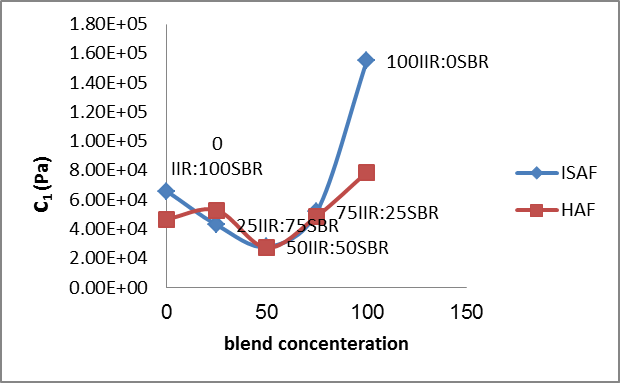 1.80E+05
1.60E+05
1.40E+05
1.20E+05
1.00E+05
8.00E+04
6.00E+04
4.00E+04
2.00E+04
0.00E+00
C1 (Pa)
0
IIR:100SBR
25IIR:75SBR
50IIR:50SBR
75IIR:25SBR
100IIR:0SBR
ISAF
HAF
0 50 100 150
blend concenteration